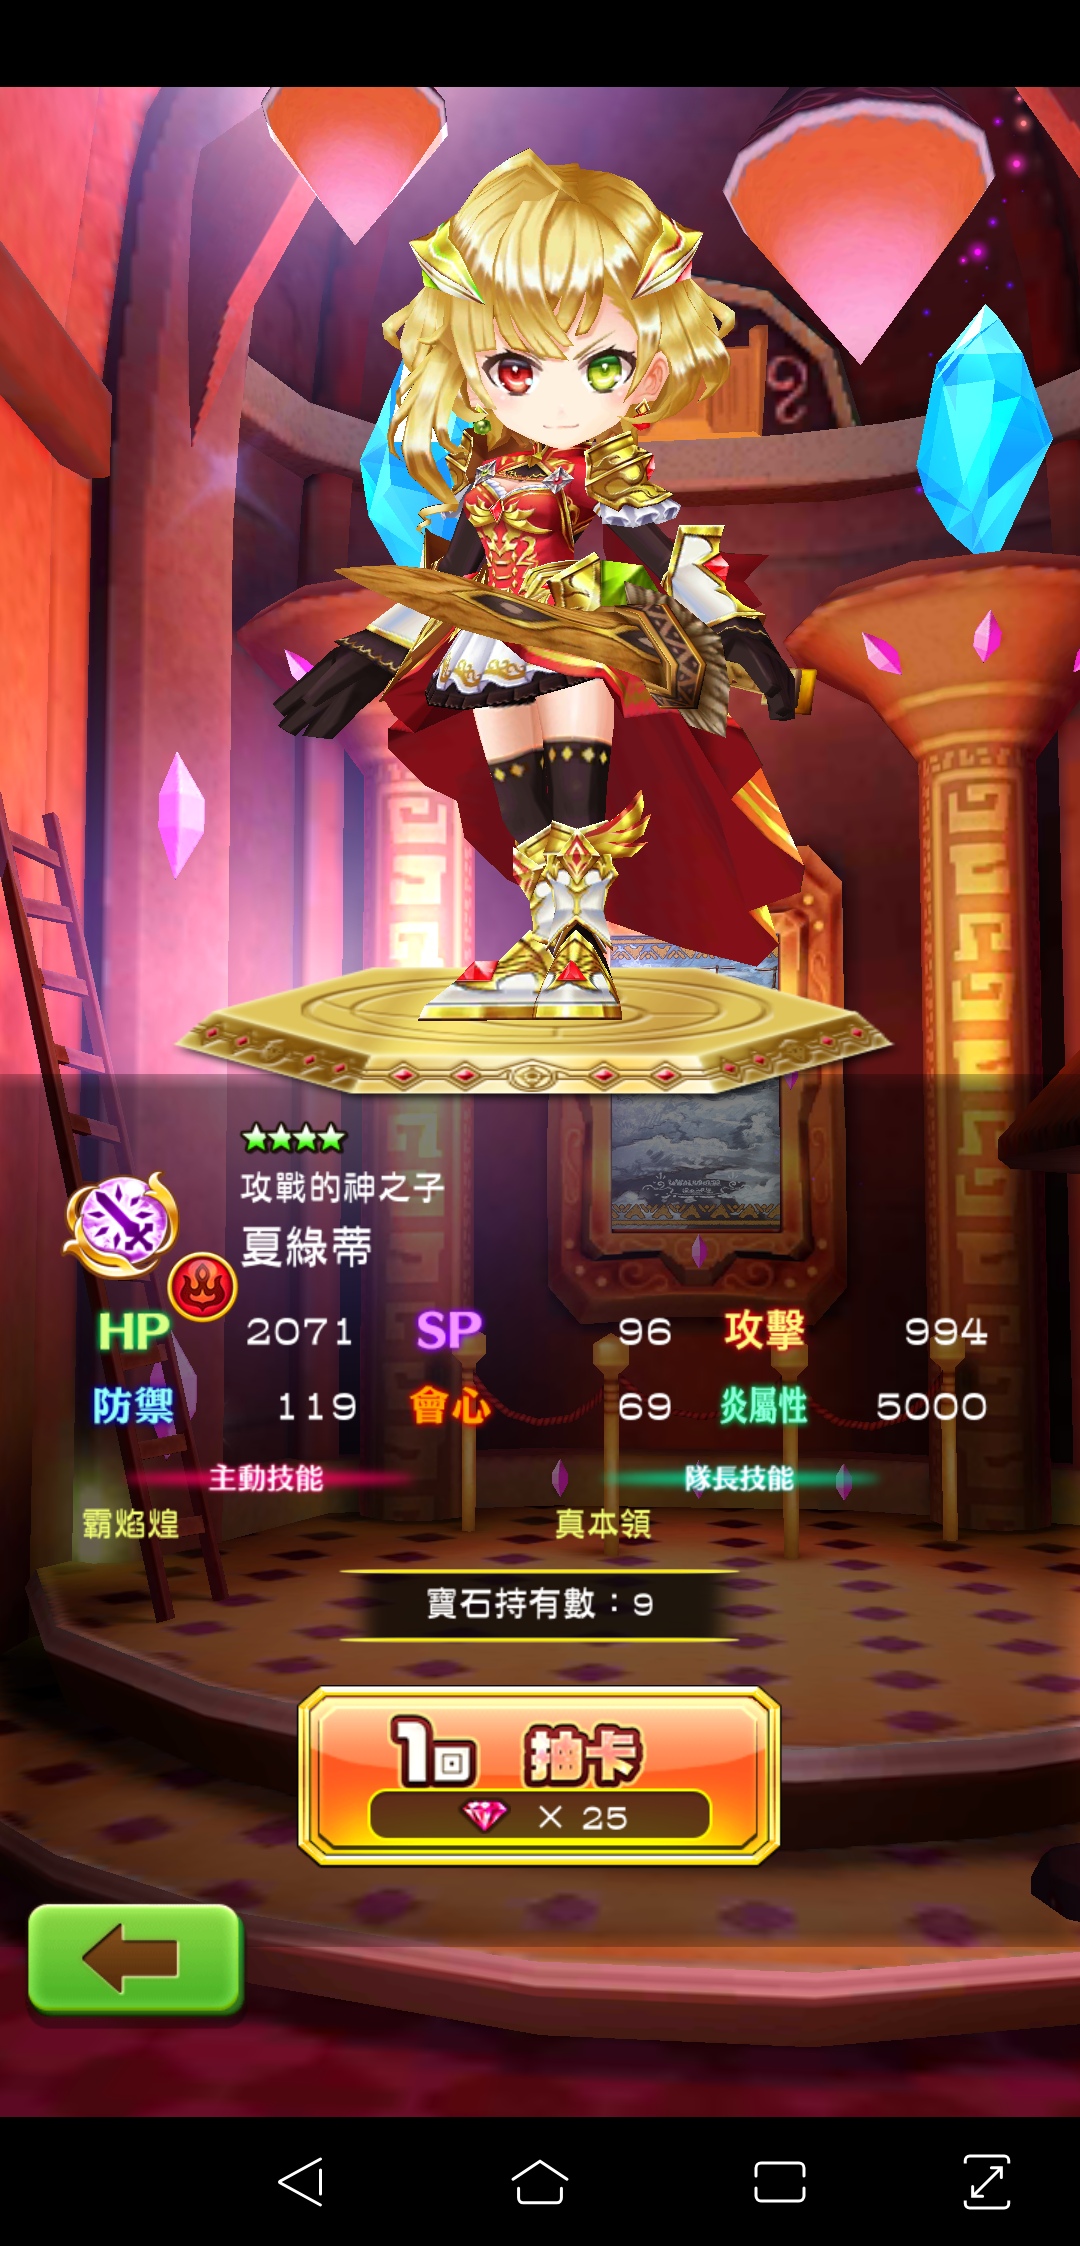 攻戰的神之子
夏綠蒂
HP 2071 SP 96 攻擊 994
防禦 119 會心 69 炎屬性 5000
主動技能 隊長技能
霸焰煌 真本領
寶石持有數：9
1回 抽卡
× 25